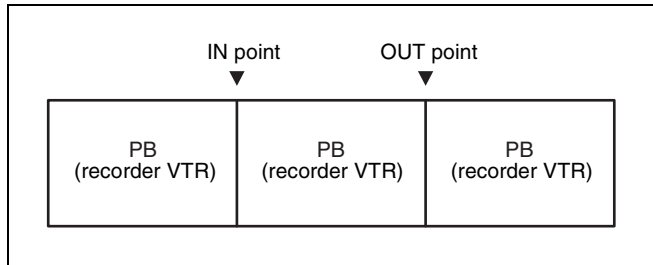 IN point
OUT point
PB
(recorder VTR)
PB
(recorder VTR)
PB
(recorder VTR)